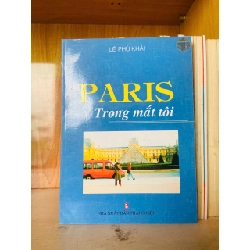 LÊ PHÚ KHẢI
PARIS
Trong mắt tôi